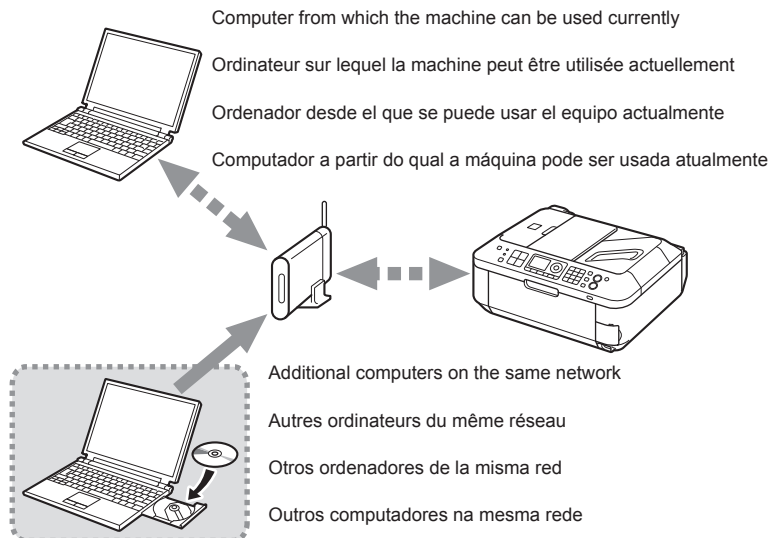 Computer from which the machine can be used currently
Ordinateur sur lequel la machine peut être utilisée actuellement
Ordenador desde el que se puede usar el equipo actualmente
Computador a partir do qual a máquina pode ser usada atualmente
Additional computers on the same network
Autres ordinateurs du même réseau
Otros ordenadores de la misma red
Outros computadores na mesma rede